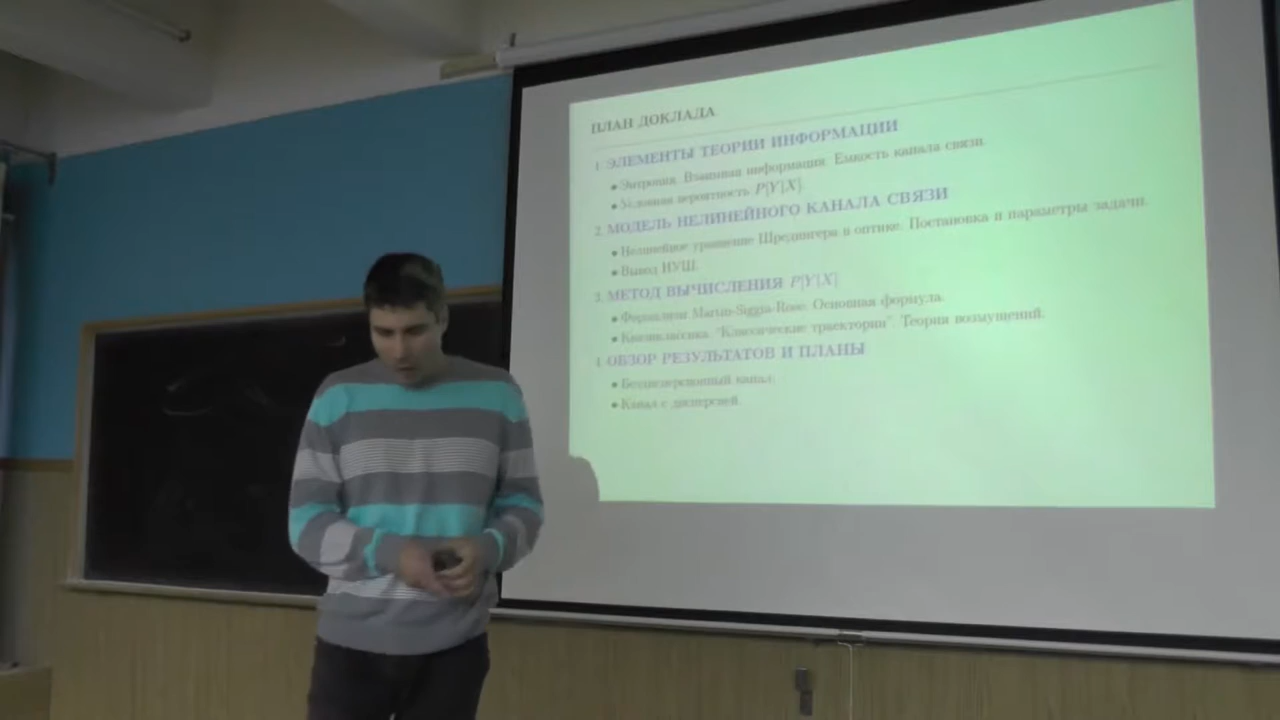 ПЛАН ДОКЛАДА
1. ЭЛЕМЕНТЫ ТЕОРИИ ИНФОРМАЦИИ
• Энтропия. Взаимная информация. Емкость канала связи.
• Условная вероятность P[Y|X].
2. МОДЕЛЬ НЕЛИНЕЙНОГО КАНАЛА СВЯЗИ
• Нелинейное уравнение Шредингера в оптике. Постановка и параметры задачи.
• Вывод НУШ.
3. МЕТОД ВЫЧИСЛЕНИЯ P[Y|X]
• Формализм Martin-Siggia-Rose. Основная формула.
• Квазиклассика. "Классические траектории". Теория возмущений.
4. ОБЗОР РЕЗУЛЬТАТОВ И ПЛАНЫ
• Бездисперсионный канал.
• Канал с дисперсией.